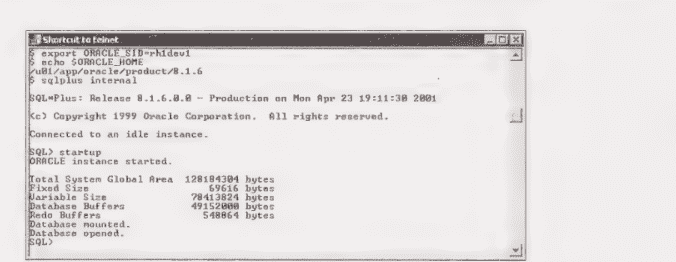 Shortcut to telnet
$ export ORACLE_SID=rh1dev1
$ echo $ORACLE_HOME
/u01/app/oracle/product/8.1.6
$ sqlplus internal
SQL*Plus: Release 8.1.6.0.0 - Production on Mon Apr 23 19:11:30 2001
(c) Copyright 1999 Oracle Corporation.  All rights reserved.
Connected to an idle instance.
SQL> startup
ORACLE instance started.
Total System Global Area  128184304 bytes
Fixed Size                    69616 bytes
Variable Size              78413824 bytes
Database Buffers           49152000 bytes
Redo Buffers                 548864 bytes
Database mounted.
Database opened.
SQL>